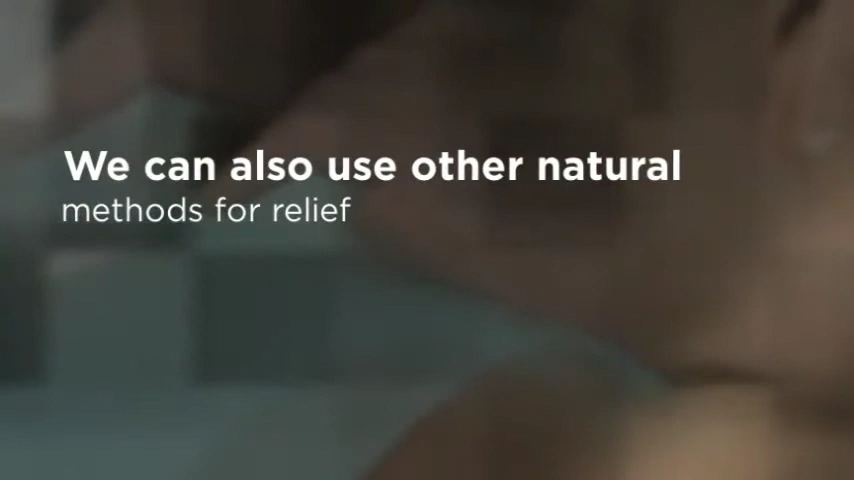 We can also use other natural
methods for relief